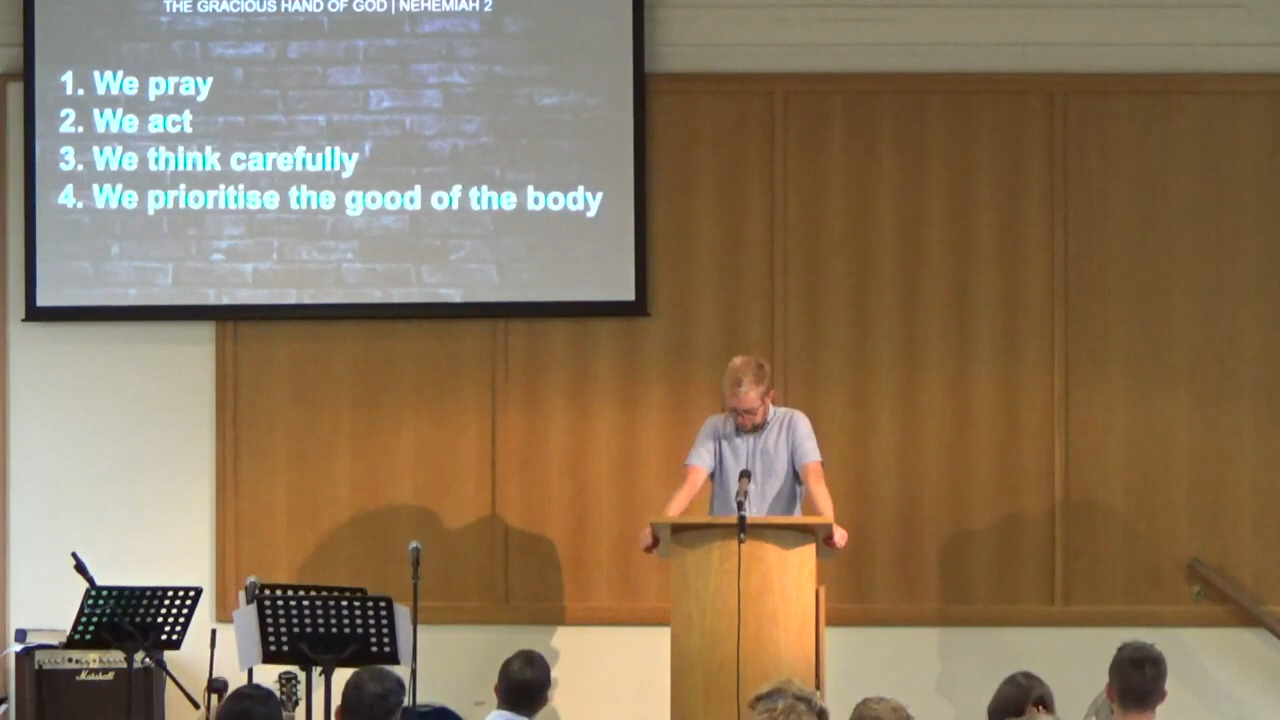 THE GRACIOUS HAND OF GOD | NEHEMIAH 2
1. We pray
2. We act
3. We think carefully
4. We prioritise the good of the body
Marshall